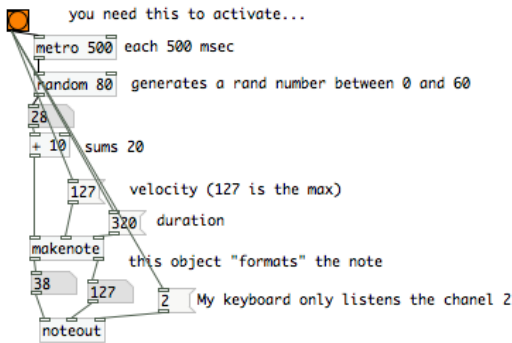 you need this to activate...
metro 500 each 500 msec
random 80 generates a rand number between 0 and 60
28
+ 10 sums 20
127 velocity (127 is the max)
320 duration
makenote
this object "formats" the note
38
127
2 My keyboard only listens the chanel 2
noteout